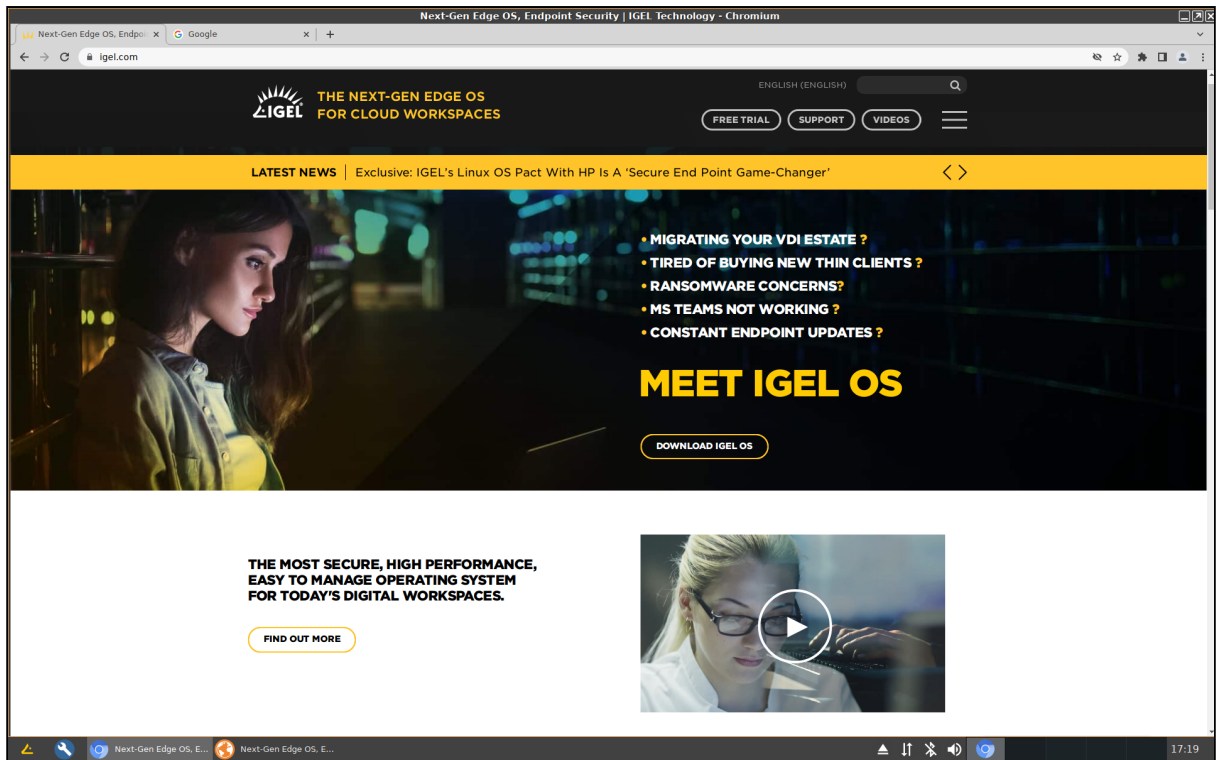 Next-Gen Edge OS, Endpoint Security | IGEL Technology - Chromium
Next-Gen Edge OS, Endpoi
Google
igel.com
IGEL
THE NEXT-GEN EDGE OS
FOR CLOUD WORKSPACES
ENGLISH (ENGLISH)
FREE TRIAL
SUPPORT
VIDEOS
LATEST NEWS
Exclusive: IGEL's Linux OS Pact With HP Is A ‘Secure End Point Game-Changer’
• MIGRATING YOUR VDI ESTATE ?
• TIRED OF BUYING NEW THIN CLIENTS ?
• RANSOMWARE CONCERNS?
• MS TEAMS NOT WORKING ?
• CONSTANT ENDPOINT UPDATES ?
MEET IGEL OS
DOWNLOAD IGEL OS
THE MOST SECURE, HIGH PERFORMANCE,
EASY TO MANAGE OPERATING SYSTEM
FOR TODAY'S DIGITAL WORKSPACES.
FIND OUT MORE
Next-Gen Edge OS, E...
Next-Gen Edge OS, E...
17:19